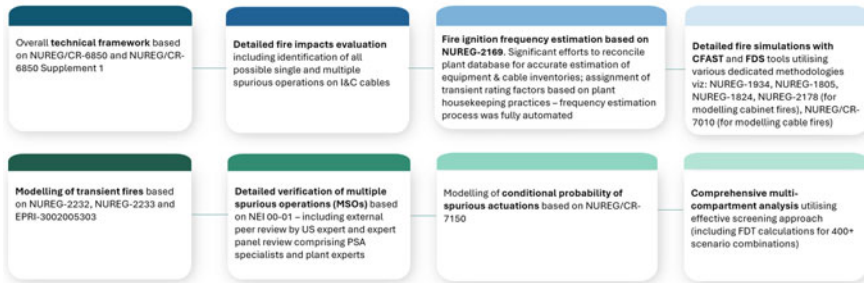 Overall technical framework based
on NUREG/CR-6850 and NUREG/CR-
6850 Supplement 1
Detailed fire impacts evaluation
including identification of all
possible single and multiple
spurious operations on I&C cables
Fire ignition frequency estimation based on
NUREG-2169. Significant efforts to reconcile
plant database for accurate estimation of
equipment & cable inventories; assignment of
transient rating factors based on plant
housekeeping practices – frequency estimation
process was fully automated
Detailed fire simulations with
CFAST and FDS tools utilising
various dedicated methodologies
viz: NUREG-1934, NUREG-1805,
NUREG-1824, NUREG-2178 (for
modelling cabinet fires), NUREG/CR-
7010 (for modelling cable fires)
Modelling of transient fires based
on NUREG-2232, NUREG-2233 and
EPRI-3002005303
Detailed verification of multiple
spurious operations (MSOs) based
on NEI 00-01 – including external
peer review by US expert and expert
panel review comprising PSA
specialists and plant experts
Modelling of conditional probability of
spurious actuations based on NUREG/CR-
7150
Comprehensive multi-
compartment analysis utilising
effective screening approach
(including FDT calculations for 400+
scenario combinations)